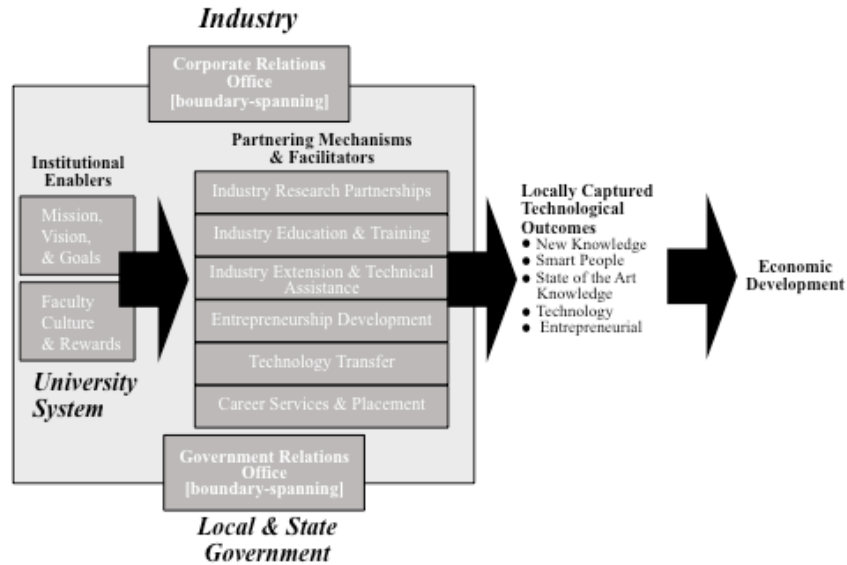 Industry
Corporate Relations
Office
[boundary-spanning]
Institutional
Enablers
Mission,
Vision,
& Goals
Faculty
Culture
& Rewards
University
System
Partnering Mechanisms
& Facilitators
Industry Research Partnerships
Industry Education & Training
Industry Extension & Technical
Assistance
Entrepreneurship Development
Technology Transfer
Career Services & Placement
Government Relations
Office
[boundary-spanning]
Local & State
Government
Locally Captured
Technological
Outcomes
● New Knowledge
● Smart People
● State of the Art
Knowledge
● Technology
● Entrepreneurial
Economic
Development